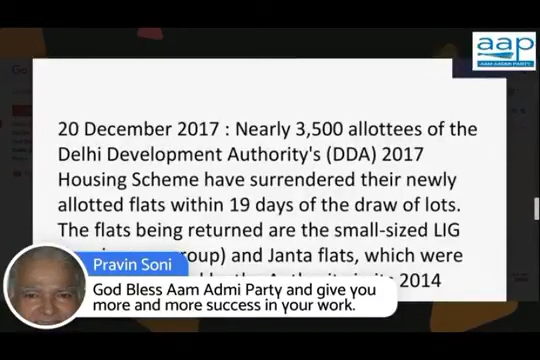 aap
AAM AADMI PARTY
20 December 2017 : Nearly 3,500 allottees of the
Delhi Development Authority's (DDA) 2017
Housing Scheme have surrendered their newly
allotted flats within 19 days of the draw of lots.
The flats being returned are the small-sized LIG
and Janta flats, which were
2014
Pravin Soni
God Bless Aam Admi Party and give you
more and more success in your work.